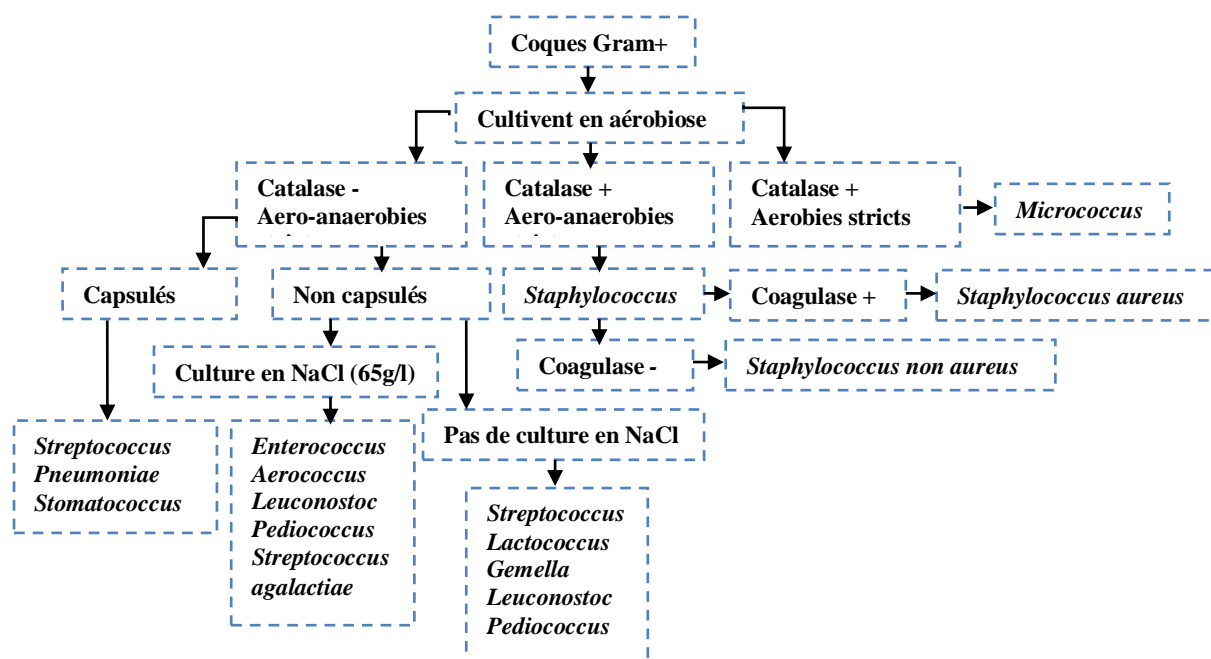 Coques Gram+
Cultivent en aérobiose
Catalase -
Aero-anaerobies
Catalase +
Aero-anaerobies
Catalase +
Aerobies stricts
Micrococcus
Capsulés
Non capsulés
Staphylococcus
Coagulase +
Staphylococcus aureus
Culture en NaCl (65g/l)
Coagulase -
Staphylococcus non aureus
Pas de culture en NaCl
Streptococcus
Pneumoniae
Stomatococcus
Enterococcus
Aerococcus
Leuconostoc
Pediococcus
Streptococcus
agalactiae
Streptococcus
Lactococcus
Gemella
Leuconostoc
Pediococcus